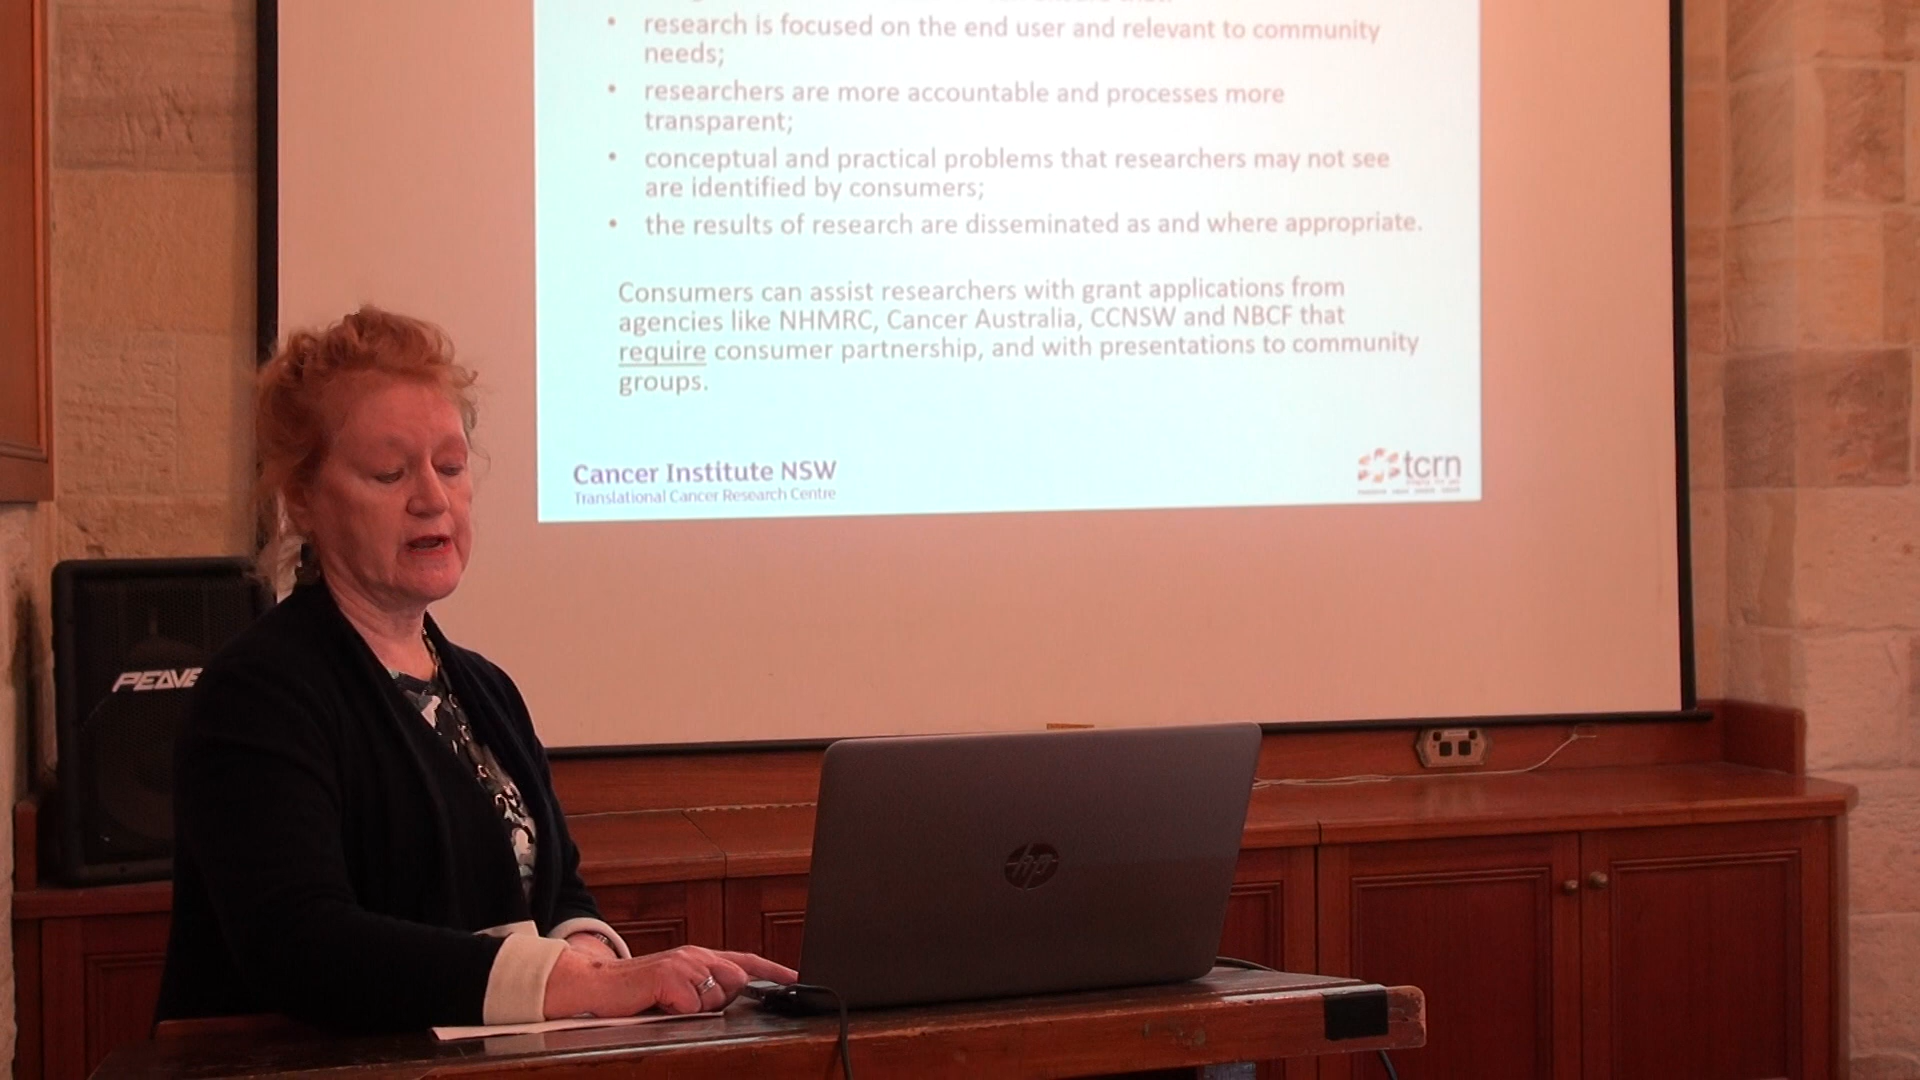 research is focused on the end user and relevant to community
needs;
researchers are more accountable and processes more
transparent;
conceptual and practical problems that researchers may not see
are identified by consumers;
the results of research are disseminated as and where appropriate.
Consumers can assist researchers with grant applications from
agencies like NHMRC, Cancer Australia, CCNSW and NBCF that
require consumer partnership, and with presentations to community
groups.
Cancer Institute NSW
Translational Cancer Research Centre
tcrn
PEAVE
hp